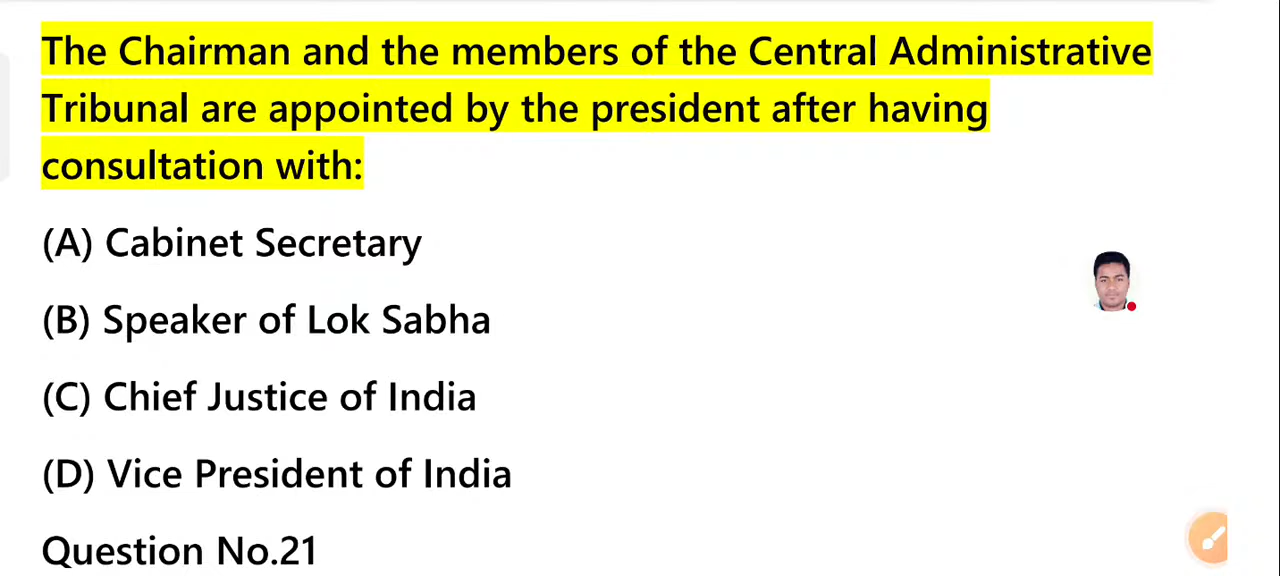 The Chairman and the members of the Central Administrative
Tribunal are appointed by the president after having
consultation with:
(A) Cabinet Secretary
(B) Speaker of Lok Sabha
(C) Chief Justice of India
(D) Vice President of India
Question No.21